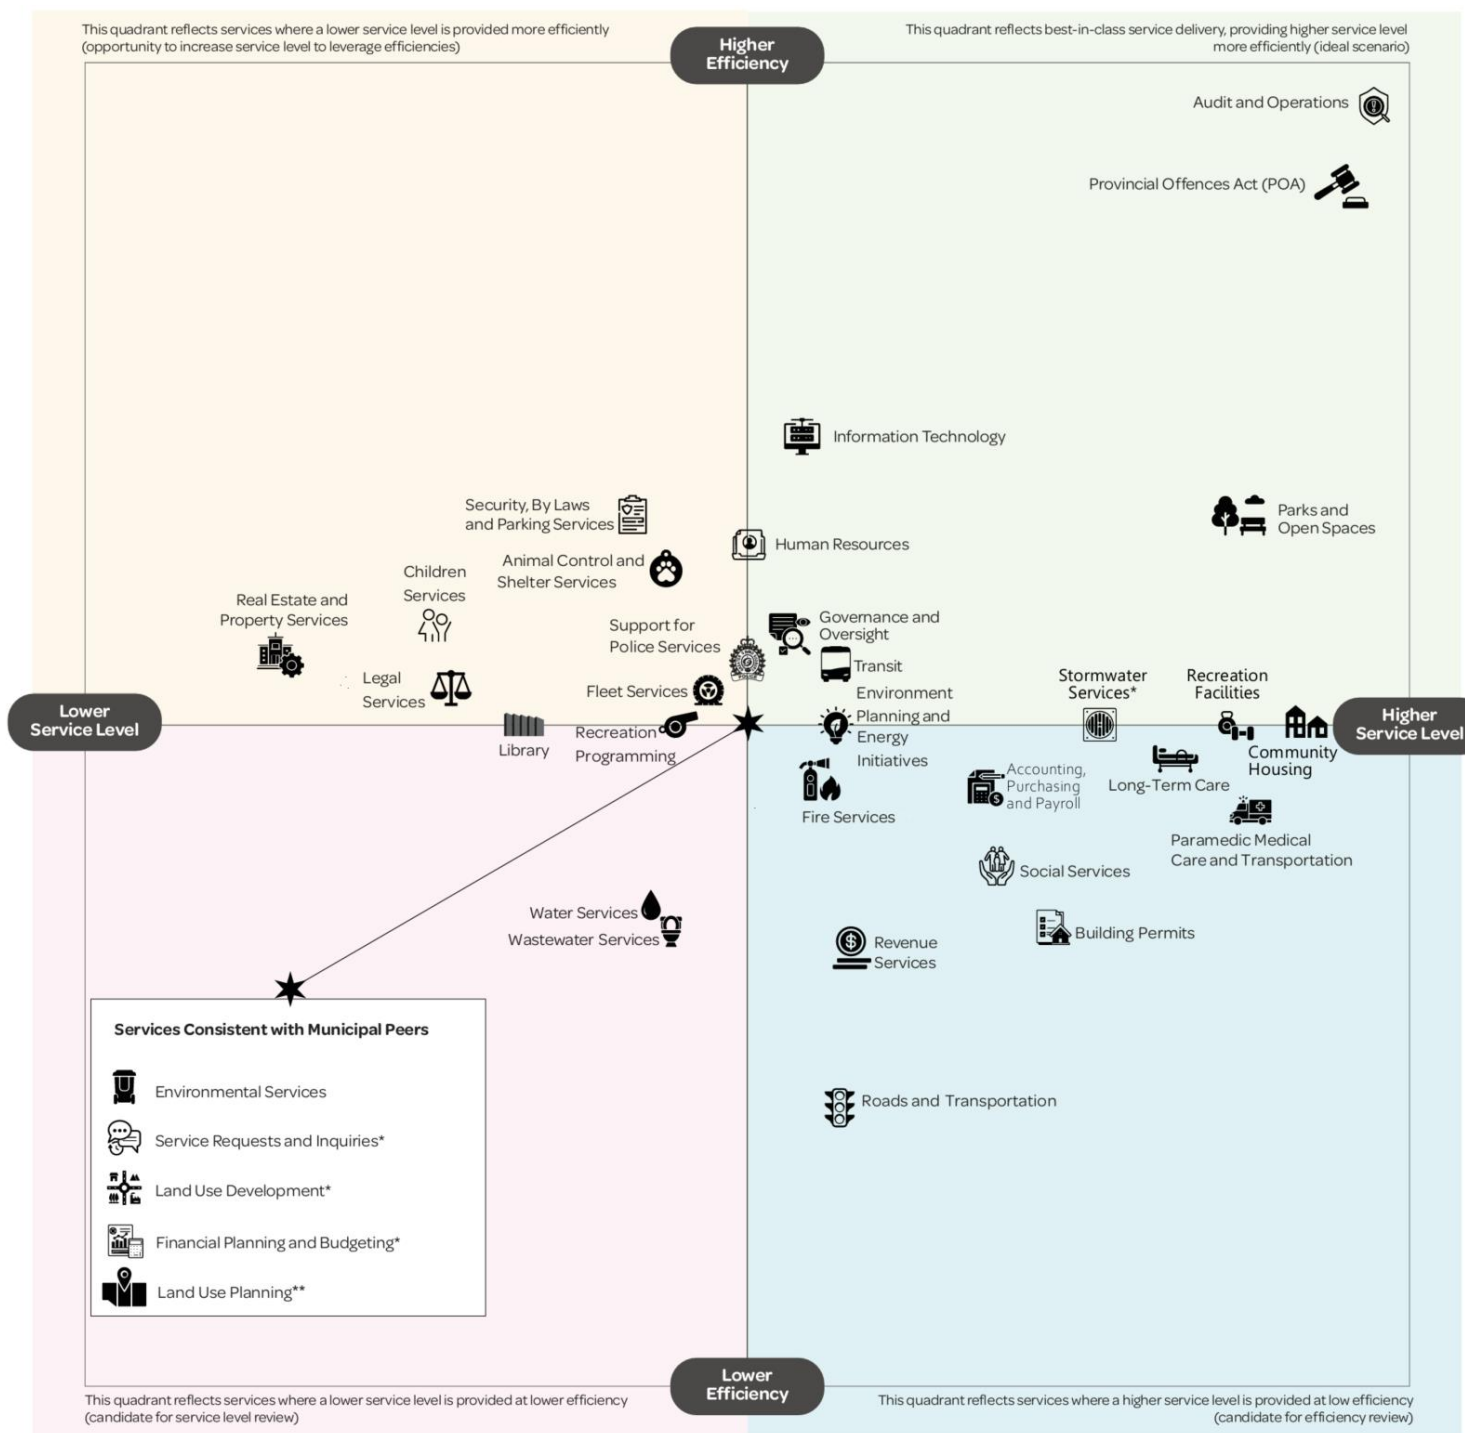 This quadrant reflects services where a lower service level is provided more efficiently
(opportunity to increase service level to leverage efficiencies)
Higher
Efficiency
This quadrant reflects best-in-class service delivery, providing higher service level
more efficiently (ideal scenario)
Audit and Operations
Provincial Offences Act (POA)
Information Technology
Security, By Laws
and Parking Services
Parks and
Open Spaces
Human Resources
Animal Control and
Shelter Services
Children
Services
Real Estate and
Property Services
Support for
Police Services
Governance and
Oversight
Transit
Legal
Services
Fleet Services
Stormwater
Services*
Recreation
Facilities
Lower
Service Level
Library
Recreation
Programming
Environment
Planning and
Energy
Initiatives
Higher
Service Level
Community
Housing
Accounting,
Purchasing
and Payroll
Long-Term Care
Fire Services
Paramedic Medical
Care and Transportation
Social Services
Water Services
Wastewater Services
Building Permits
Revenue
Services
Services Consistent with Municipal Peers
Environmental Services
Service Requests and Inquiries*
Land Use Development*
Financial Planning and Budgeting*
Land Use Planning**
Roads and Transportation
Lower
Efficiency
This quadrant reflects services where a lower service level is provided at lower efficiency
(candidate for service level review)
This quadrant reflects services where a higher service level is provided at low efficiency
(candidate for efficiency review)